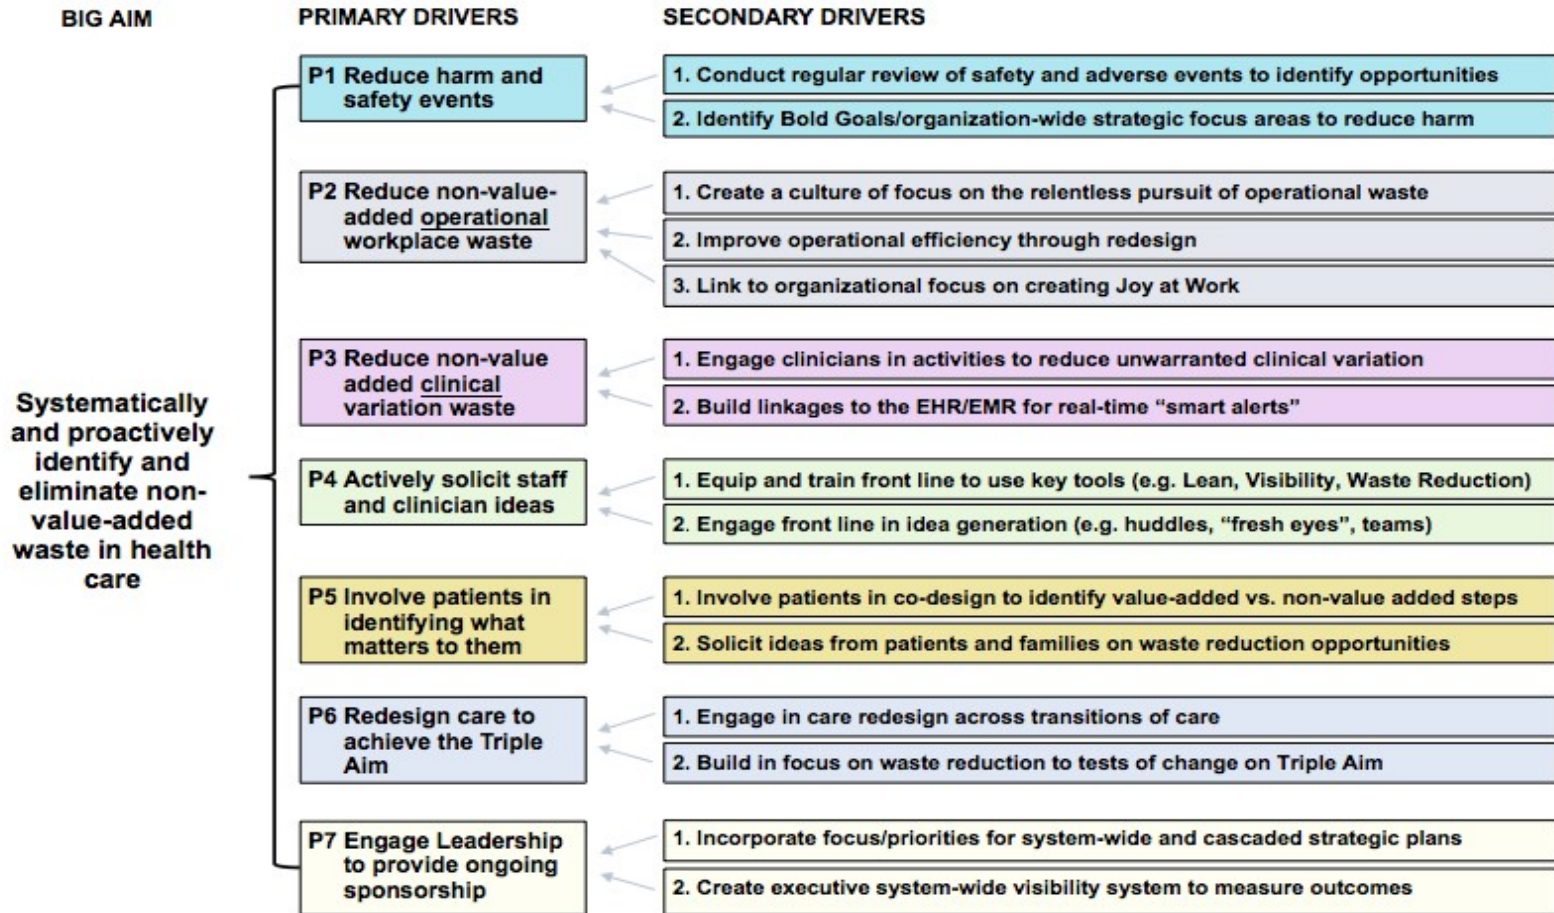 BIG AIM
PRIMARY DRIVERS
SECONDARY DRIVERS
Systematically
and proactively
identify and
eliminate non-
value-added
waste in health
care
P1 Reduce harm and
safety events
1. Conduct regular review of safety and adverse events to identify opportunities
2. Identify Bold Goals/organization-wide strategic focus areas to reduce harm
P2 Reduce non-value-
added operational
workplace waste
1. Create a culture of focus on the relentless pursuit of operational waste
2. Improve operational efficiency through redesign
3. Link to organizational focus on creating Joy at Work
P3 Reduce non-value
added clinical
variation waste
1. Engage clinicians in activities to reduce unwarranted clinical variation
2. Build linkages to the EHR/EMR for real-time “smart alerts”
P4 Actively solicit staff
and clinician ideas
1. Equip and train front line to use key tools (e.g. Lean, Visibility, Waste Reduction)
2. Engage front line in idea generation (e.g. huddles, “fresh eyes”, teams)
P5 Involve patients in
identifying what
matters to them
1. Involve patients in co-design to identify value-added vs. non-value added steps
2. Solicit ideas from patients and families on waste reduction opportunities
P6 Redesign care to
achieve the Triple
Aim
1. Engage in care redesign across transitions of care
2. Build in focus on waste reduction to tests of change on Triple Aim
P7 Engage Leadership
to provide ongoing
sponsorship
1. Incorporate focus/priorities for system-wide and cascaded strategic plans
2. Create executive system-wide visibility system to measure outcomes